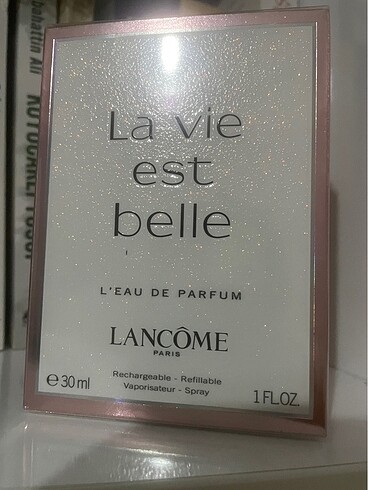 La vie
est
belle
L'EAU DE PARFUM
LANCÔME
PARIS
Rechargeable - Refillable
Vaporisateur - Spray
℮ 30 ml
1 FL.OZ.